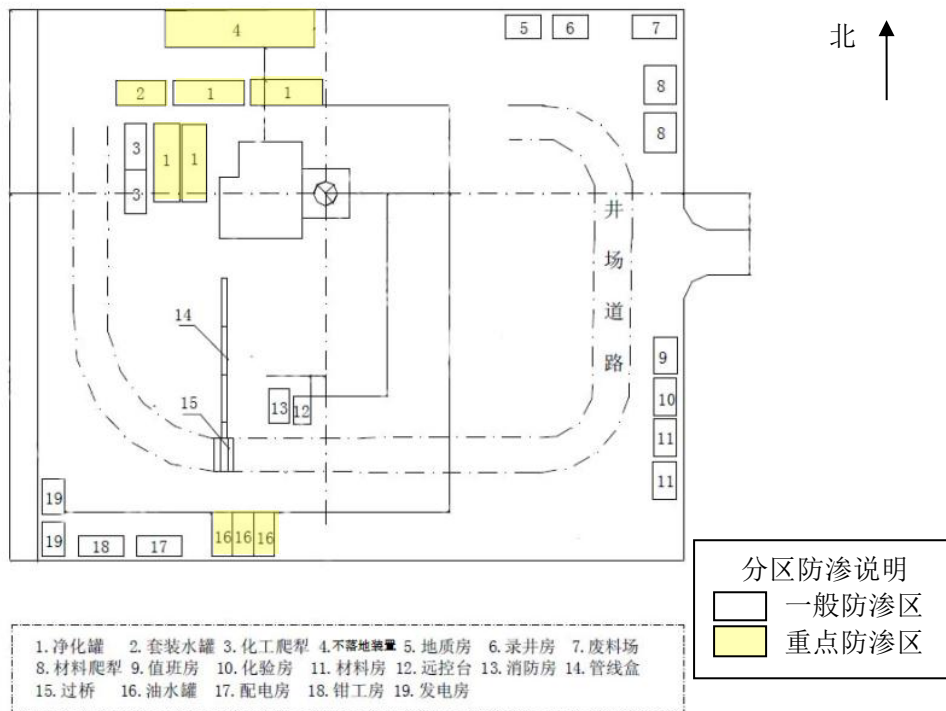 4
5
6
7
北
2
1
1
8
8
3
1
1
3
井
场
道
路
14
9
15
13
12
10
11
11
19
19
18
17
16
16
16
分区防渗说明
一般防渗区
重点防渗区
1.净化罐 2.套装水罐 3.化工爬犁 4.不落地装置 5.地质房 6.录井房 7.废料场
8.材料爬犁 9.值班房 10.化验房 11.材料房 12.远控台 13.消防房 14.管线盒
15.过桥 16.油水罐 17.配电房 18.钳工房 19.发电房